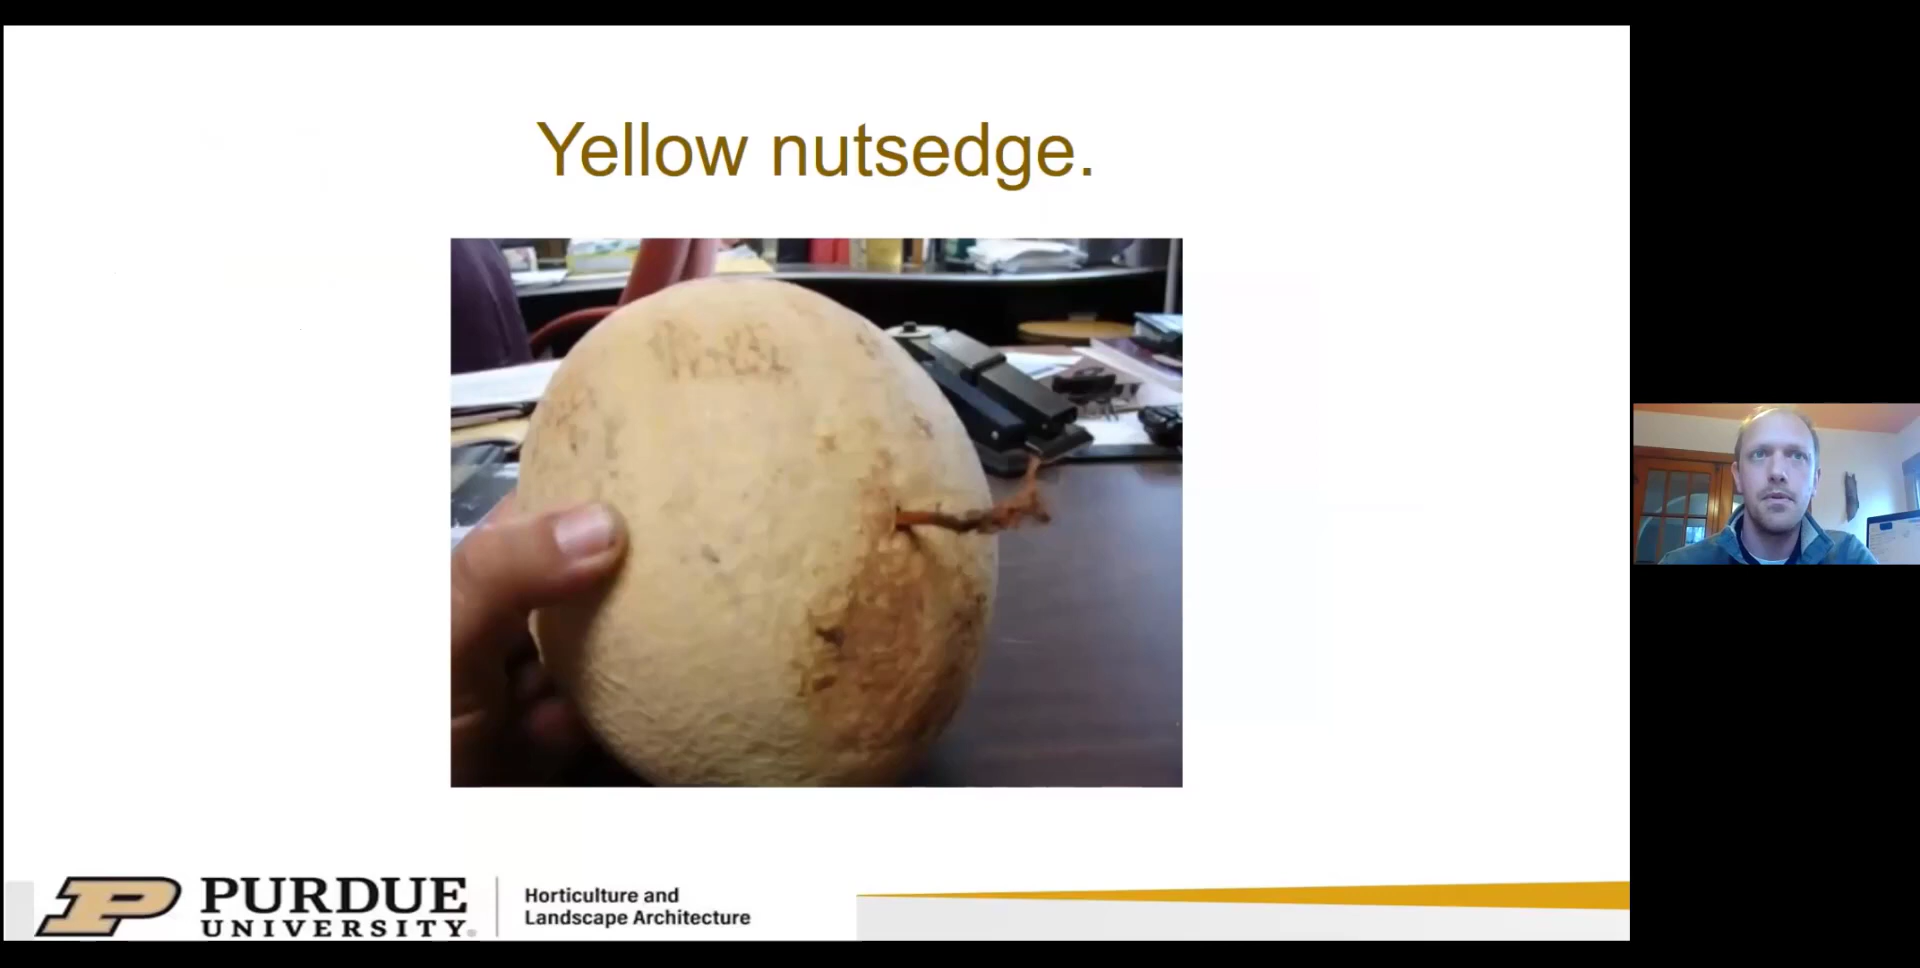 Yellow nutsedge.
PURDUE
UNIVERSITY®
Horticulture and
Landscape Architecture